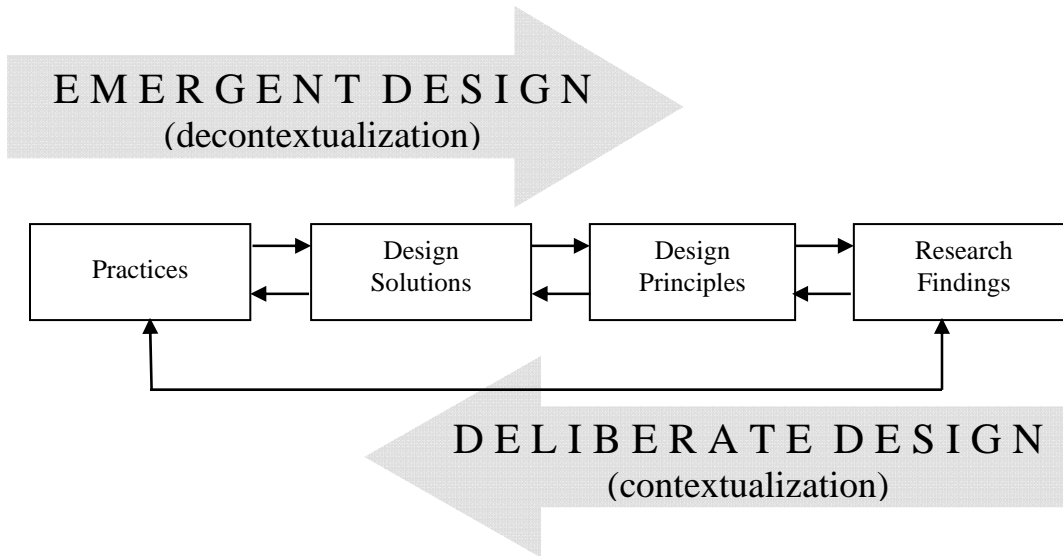 EMERGENT DESIGN
(decontextualization)
Practices
Design
Solutions
Design
Principles
Research
Findings
DELIBERATE DESIGN
(contextualization)